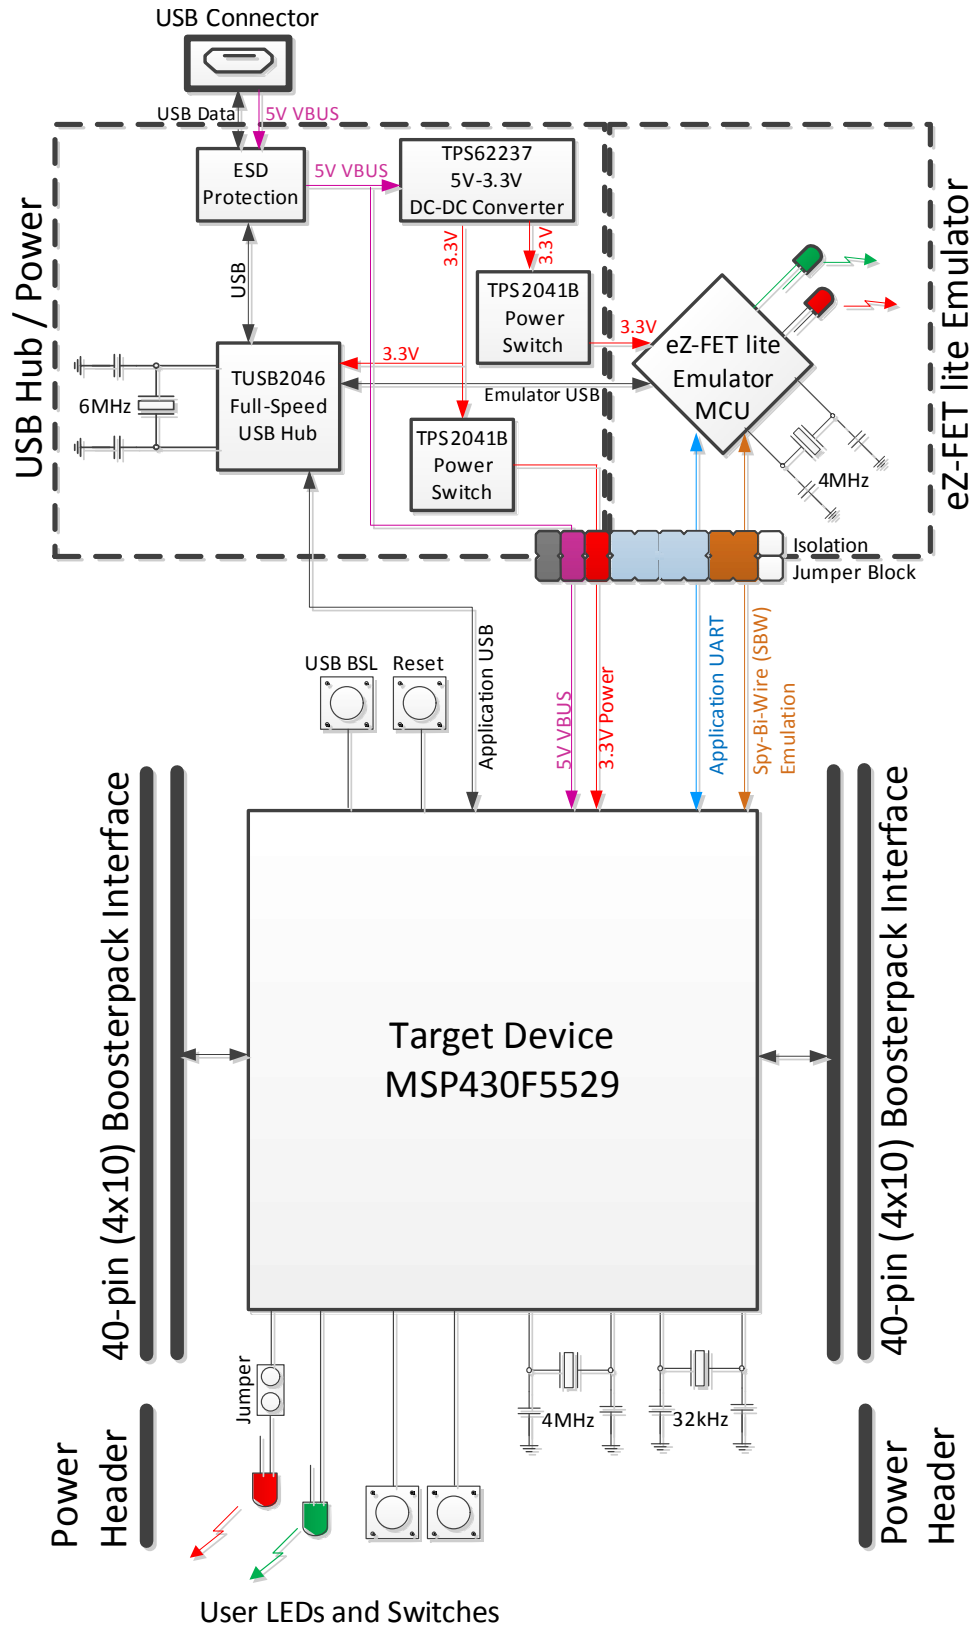 USB Connector
USB Data
5V VBUS
USB Hub / Power
ESD
Protection
5V VBUS
TPS62237
5V-3.3V
DC-DC Converter
3.3V
3.3V
USB
TPS2041B
Power
Switch
3.3V
3.3V
eZ-FET lite
Emulator
MCU
eZ-FET lite Emulator
6MHz
TUSB2046
Full-Speed
USB Hub
Emulator USB
TPS2041B
Power
Switch
4MHz
Isolation
Jumper Block
USB BSL
Reset
Application USB
5V VBUS
3.3V Power
Application UART
Spy-Bi-Wire (SBW)
Emulation
40-pin (4x10) Boosterpack Interface
Target Device
MSP430F5529
40-pin (4x10) Boosterpack Interface
Jumper
4MHz
32kHz
Power
Header
Power
Header
User LEDs and Switches